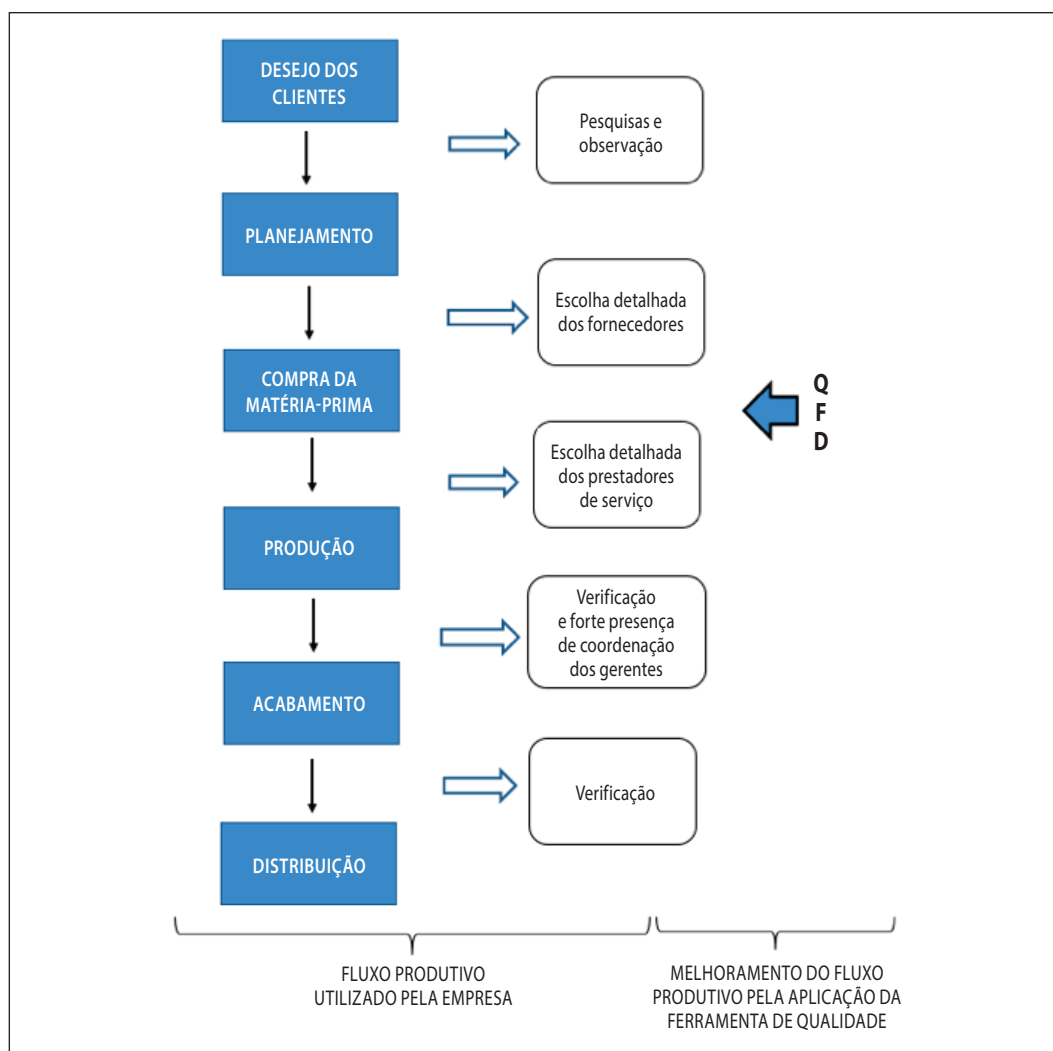 DESEJO DOS
CLIENTES
Pesquisas e
observação
PLANEJAMENTO
Escolha detalhada
dos fornecedores
COMPRA DA
MATÉRIA-PRIMA
Q
F
D
Escolha detalhada
dos prestadores
de serviço
PRODUÇÃO
Verificação
e forte presença
de coordenação
dos gerentes
ACABAMENTO
Verificação
DISTRIBUIÇÃO
FLUXO PRODUTIVO
UTILIZADO PELA EMPRESA
MELHORAMENTO DO FLUXO
PRODUTIVO PELA APLICAÇÃO DA
FERRAMENTA DE QUALIDADE